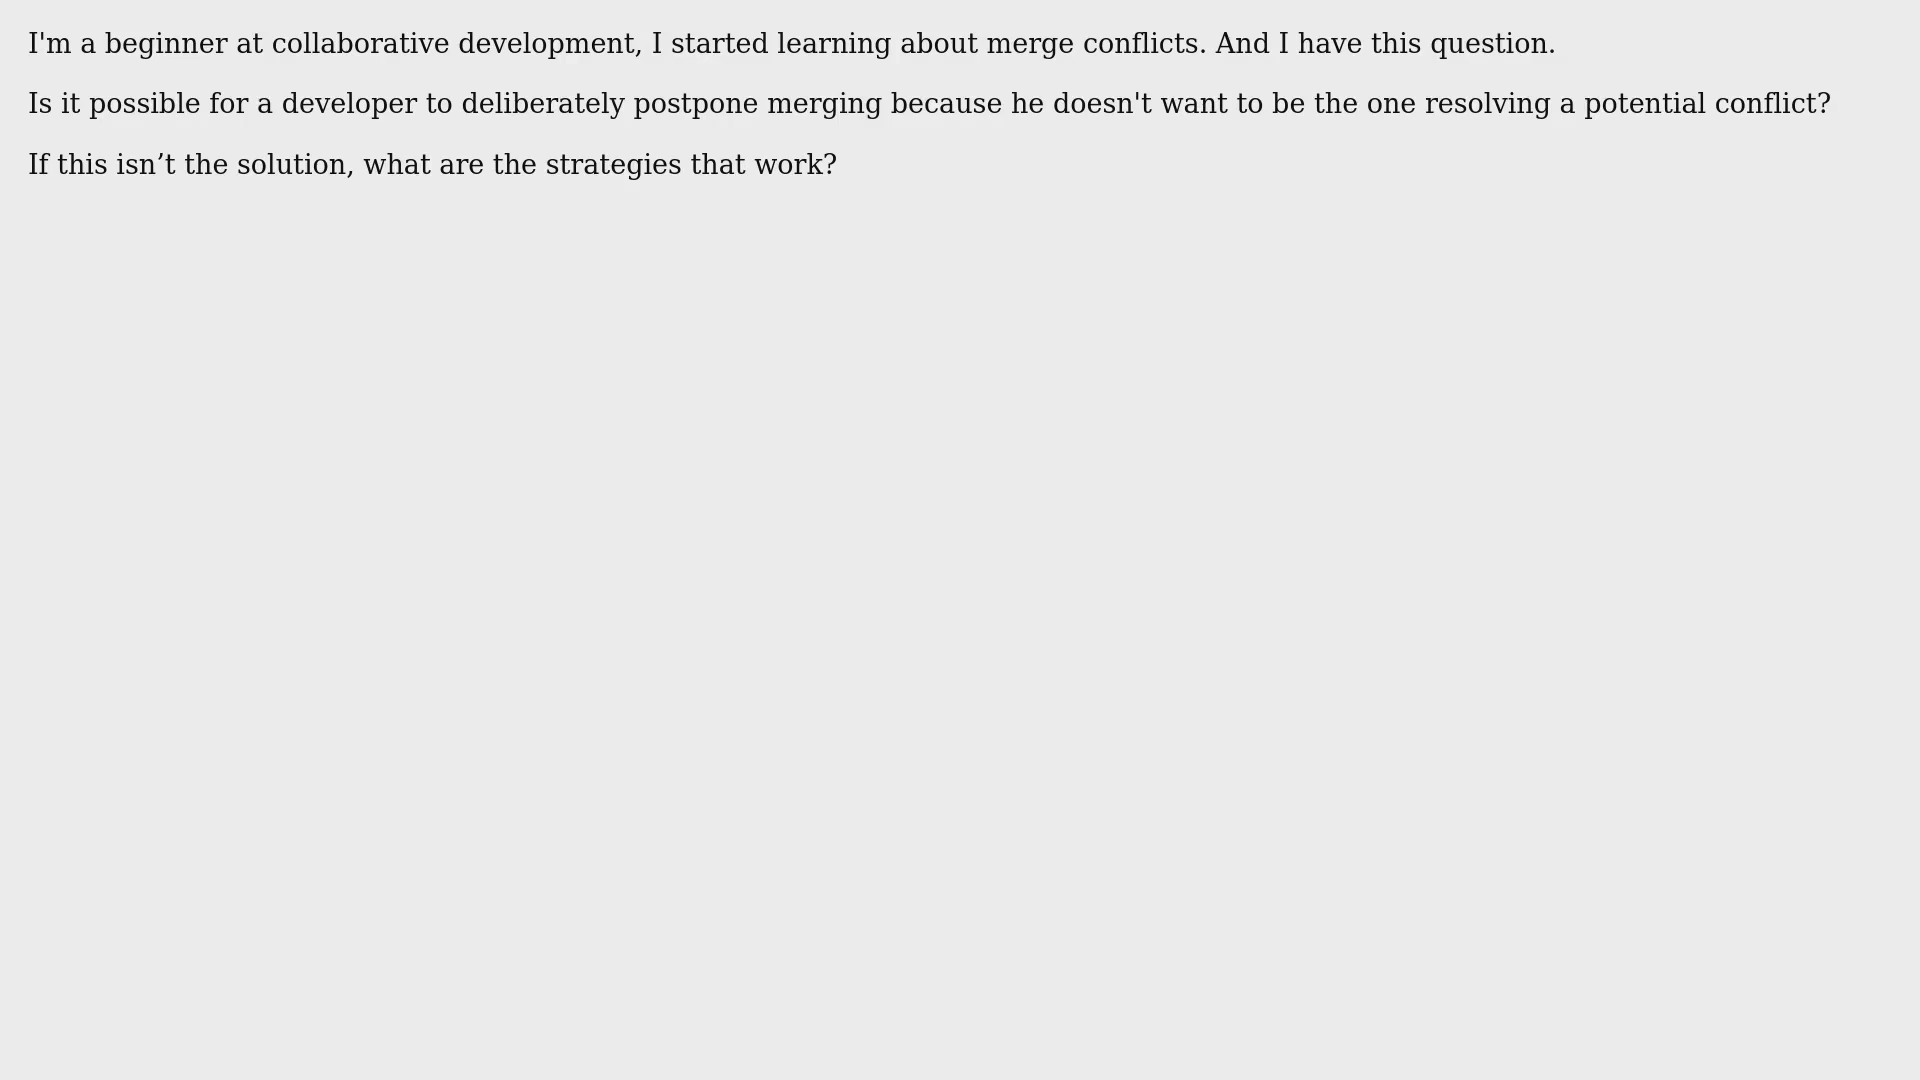 I'm a beginner at collaborative development, I started learning about merge conflicts. And I have this question.
Is it possible for a developer to deliberately postpone merging because he doesn't want to be the one resolving a potential conflict?
If this isn’t the solution, what are the strategies that work?